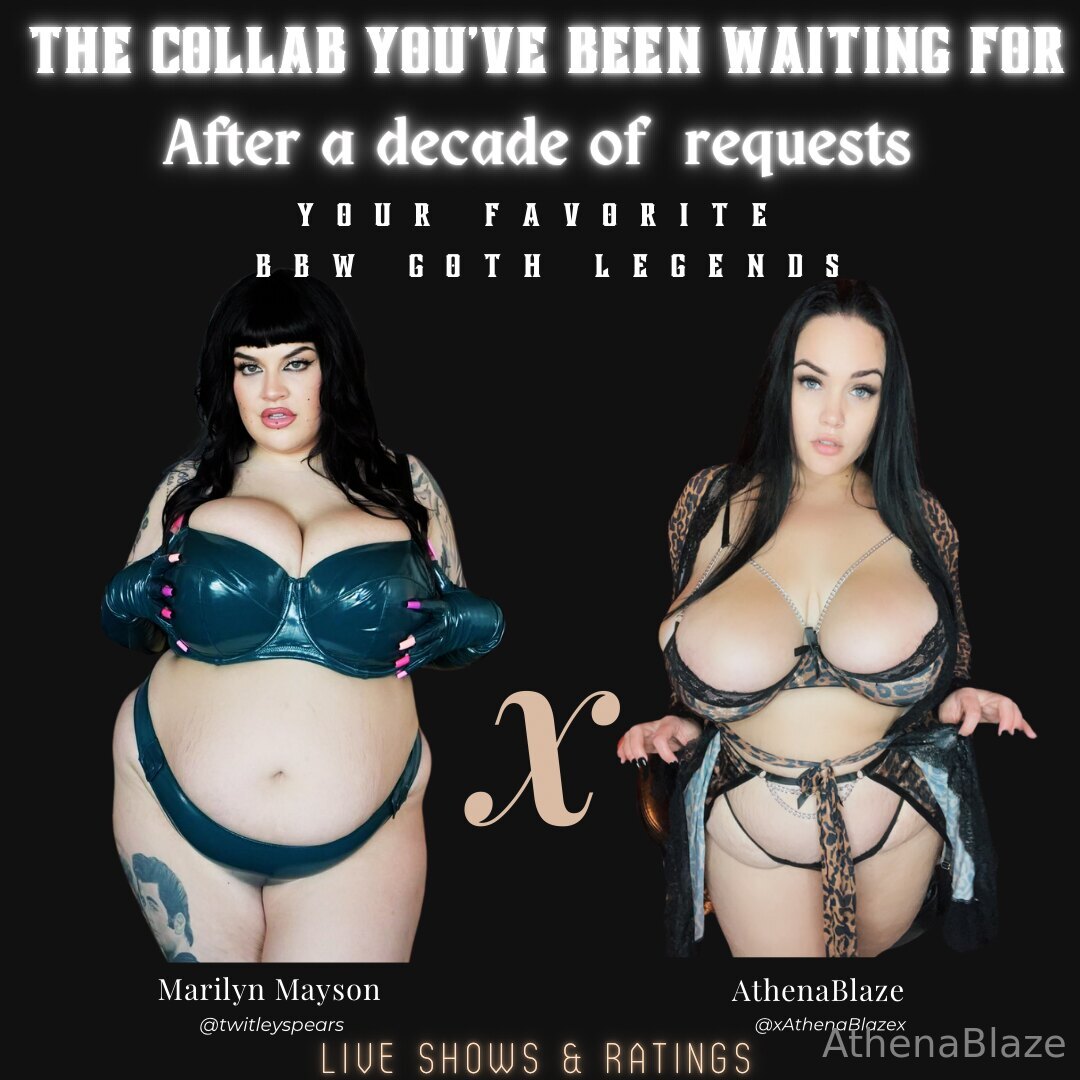 THE COLLAB YOU'VE BEEN WAITING FOR
After a decade of requests
YOUR FAVORITE
BBW GOTH LEGENDS
x
Marilyn Mayson
AthenaBlaze
@twitleyspears
@xAthenaBlazex
AthenaBlaze
LIVE SHOWS & RATINGS